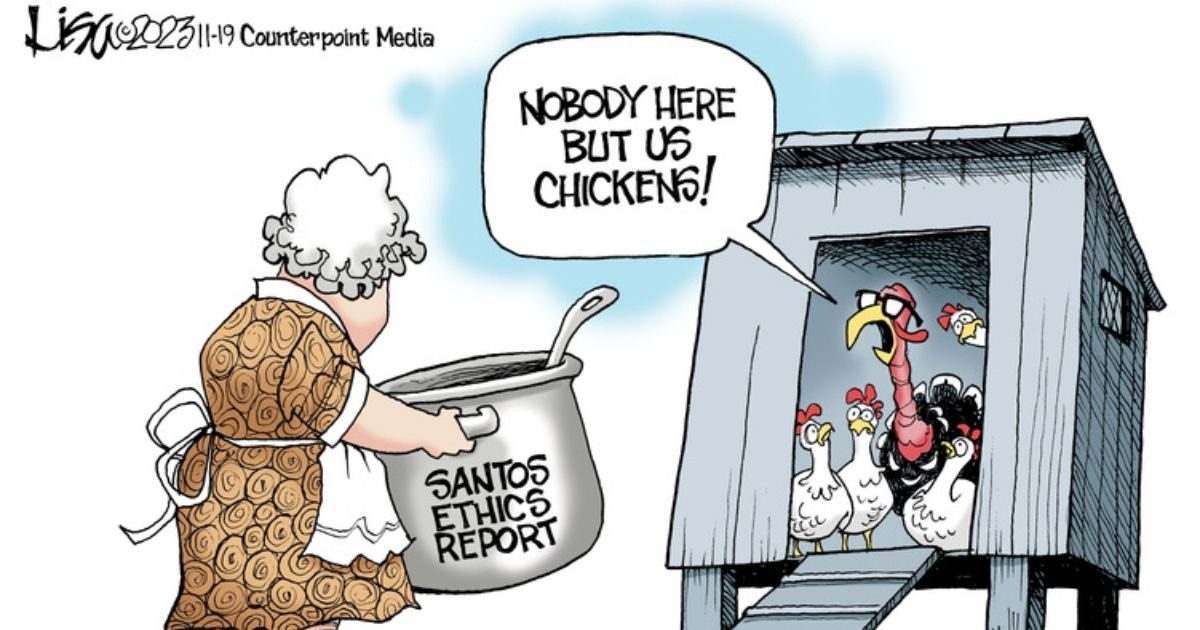 Lisa©2023 11-19 Counterpoint Media
NOBODY HERE
BUT US
CHICKENS!
SANTOS
ETHICS
REPORT